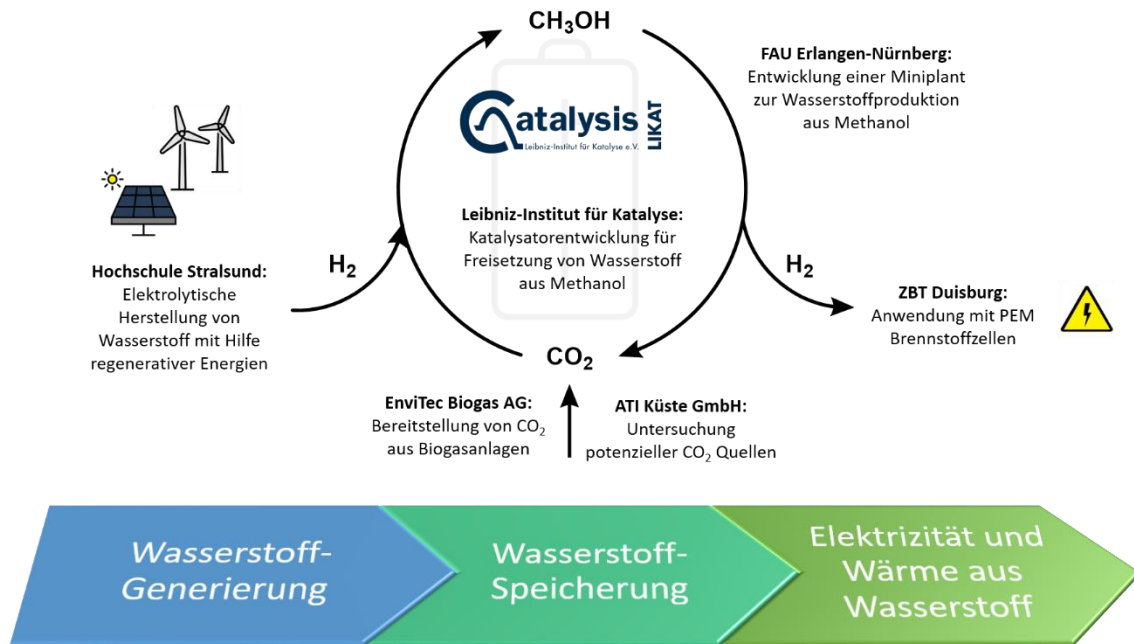 CH₃OH
FAU Erlangen-Nürnberg:
Entwicklung einer Miniplant
zur Wasserstoffproduktion
aus Methanol
Catalysis
LIKAT
Leibniz-Institut für Katalyse e.V.
Leibniz-Institut für Katalyse:
Katalysatorentwicklung für
Freisetzung von Wasserstoff
aus Methanol
Hochschule Stralsund:
Elektrolytische
Herstellung von
Wasserstoff mit Hilfe
regenerativer Energien
H₂
H₂
ZBT Duisburg:
Anwendung mit PEM
Brennstoffzellen
CO₂
EnviTec Biogas AG:
Bereitstellung von CO₂
aus Biogasanlagen
ATI Küste GmbH:
Untersuchung
potenzieller CO₂ Quellen
Wasserstoff-
Generierung
Wasserstoff-
Speicherung
Elektrizität und
Wärme aus
Wasserstoff